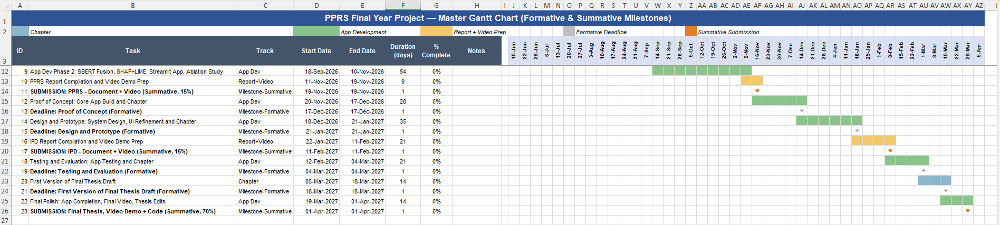 A B C D E F G H I J K L M N O P Q R S T U V W X Y Z AA AB AC AD AE AF AG AH AI AJ AK AL AM AN AO AP AQ AR AS AT AU AV AW AX AY AZ
1 PPRS Final Year Project — Master Gantt Chart (Formative & Summative Milestones)
2 Chapter App Development Report + Video Prep Formative Deadline Summative Submission
3 ID Task Track Start Date End Date Duration (days) % Complete Notes 15-Jun 22-Jun 29-Jun 6-Jul 13-Jul 20-Jul 27-Jul 3-Aug 10-Aug 17-Aug 24-Aug 31-Aug 7-Sep 14-Sep 21-Sep 28-Sep 5-Oct 12-Oct 19-Oct 26-Oct 2-Nov 9-Nov 16-Nov 23-Nov 30-Nov 7-Dec 14-Dec 21-Dec 28-Dec 4-Jan 11-Jan 18-Jan 25-Jan 1-Feb 8-Feb 15-Feb 22-Feb 1-Mar 8-Mar 15-Mar 22-Mar 29-Mar 5-Apr
12 9 App Dev Phase 2: SBERT Fusion, SHAP+LIME, Streamlit App, Ablation Study App Dev 18-Sep-2026 10-Nov-2026 54 0%
13 10 PPRS Report Compilation and Video Demo Prep Report+Video 11-Nov-2026 19-Nov-2026 9 0%
14 11 SUBMISSION: PPRS - Document + Video (Summative, 15%) Milestone-Summative 19-Nov-2026 19-Nov-2026 1 0%
15 12 Proof of Concept: Core App Build and Chapter App Dev 20-Nov-2026 17-Dec-2026 28 0%
16 13 Deadline: Proof of Concept (Formative) Milestone-Formative 17-Dec-2026 17-Dec-2026 1 0%
17 14 Design and Prototype: System Design, UI Refinement and Chapter App Dev 18-Dec-2026 21-Jan-2027 35 0%
18 15 Deadline: Design and Prototype (Formative) Milestone-Formative 21-Jan-2027 21-Jan-2027 1 0%
19 16 IPD Report Compilation and Video Demo Prep Report+Video 22-Jan-2027 11-Feb-2027 21 0%
20 17 SUBMISSION: IPD - Document + Video (Summative, 15%) Milestone-Summative 11-Feb-2027 11-Feb-2027 1 0%
21 18 Testing and Evaluation: App Testing and Chapter App Dev 12-Feb-2027 04-Mar-2027 21 0%
22 19 Deadline: Testing and Evaluation (Formative) Milestone-Formative 04-Mar-2027 04-Mar-2027 1 0%
23 20 First Version of Final Thesis Draft Chapter 05-Mar-2027 18-Mar-2027 14 0%
24 21 Deadline: First Version of Final Thesis Draft (Formative) Milestone-Formative 18-Mar-2027 18-Mar-2027 1 0%
25 22 Final Polish: App Completion, Final Video, Thesis Edits App Dev 19-Mar-2027 01-Apr-2027 14 0%
26 23 SUBMISSION: Final Thesis, Video Demo + Code (Summative, 70%) Milestone-Summative 01-Apr-2027 01-Apr-2027 1 0%
27